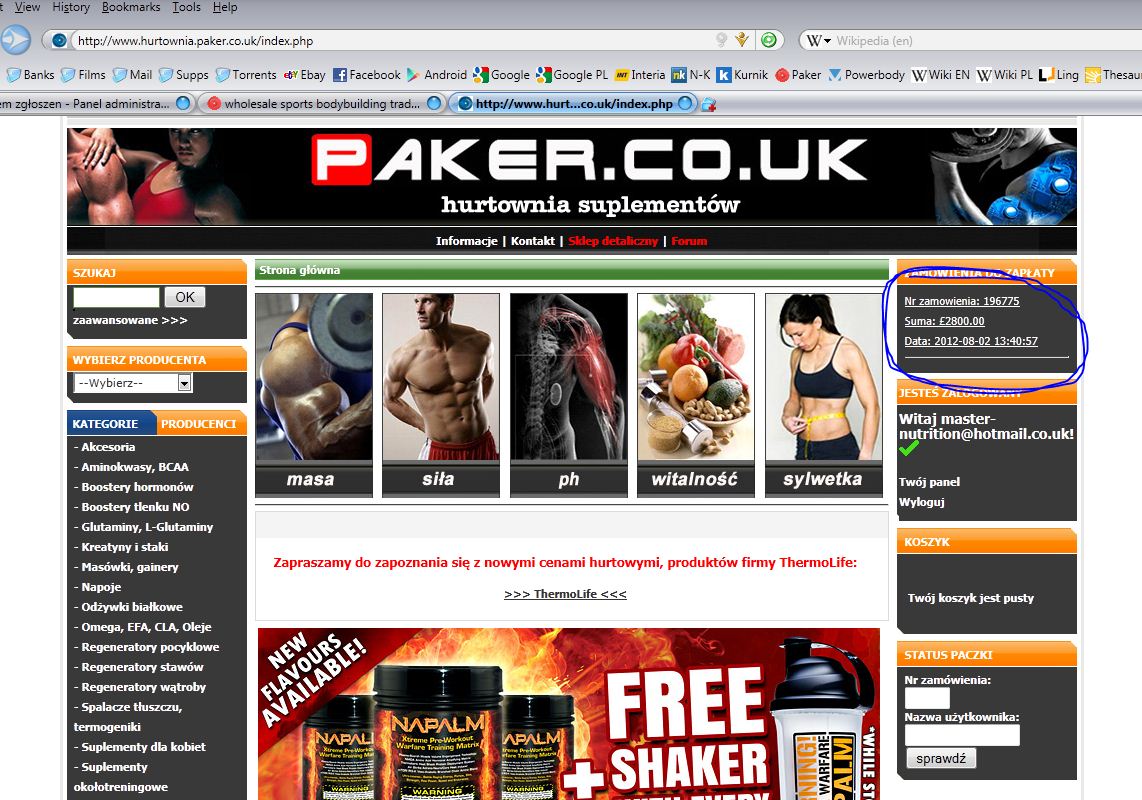 View History Bookmarks Tools Help
http://www.hurtownia.paker.co.uk/index.php
W Wikipedia (en)
Banks Films Mail Supps Torrents Ebay Facebook Android Google Google PL Interia N-K Kurnik Paker Powerbody Wiki EN Wiki PL Ling Thesau
em zgłoszen - Panel administra...
wholesale sports bodybuilding trad...
http://www.hurt...co.uk/index.php
PAKER.CO.UK
hurtownia suplementów
Informacje | Kontakt | Sklep detaliczny | Forum
SZUKAJ
OK
zaawansowane >>>
WYBIERZ PRODUCENTA
--Wybierz--
KATEGORIE PRODUCENCI
- Akcesoria
- Aminokwasy, BCAA
- Boostery hormonów
- Boostery tlenku NO
- Glutaminy, L-Glutaminy
- Kreatyny i staki
- Masówki, gainery
- Napoje
- Odżywki białkowe
- Omega, EFA, CLA, Oleje
- Regeneratory pocyklowe
- Regeneratory stawów
- Regeneratory wątroby
- Spalacze tłuszczu,
termogeniki
- Suplementy dla kobiet
- Suplementy
okołotreningowe
Strona główna
masa siła ph witalność sylwetka
Zapraszamy do zapoznania się z nowymi cenami hurtowymi, produktów firmy ThermoLife:
>>> ThermoLife <<<
NEW
FLAVOURS
AVAILABLE!
NAPALM
Xtreme Pre-Workout
Warfare Training Matrix
FREE
+ SHAKER
WITH EVERY
ZAMÓWIENIA DO ZAPŁATY
Nr zamowienia: 196775
Suma: £2800.00
Data: 2012-08-02 13:40:57
JESTEŚ ZALOGOWANY
Witaj master-
nutrition@hotmail.co.uk!
Twój panel
Wyloguj
KOSZYK
Twój koszyk jest pusty
STATUS PACZKI
Nr zamówienia:
Nazwa użytkownika:
sprawdź